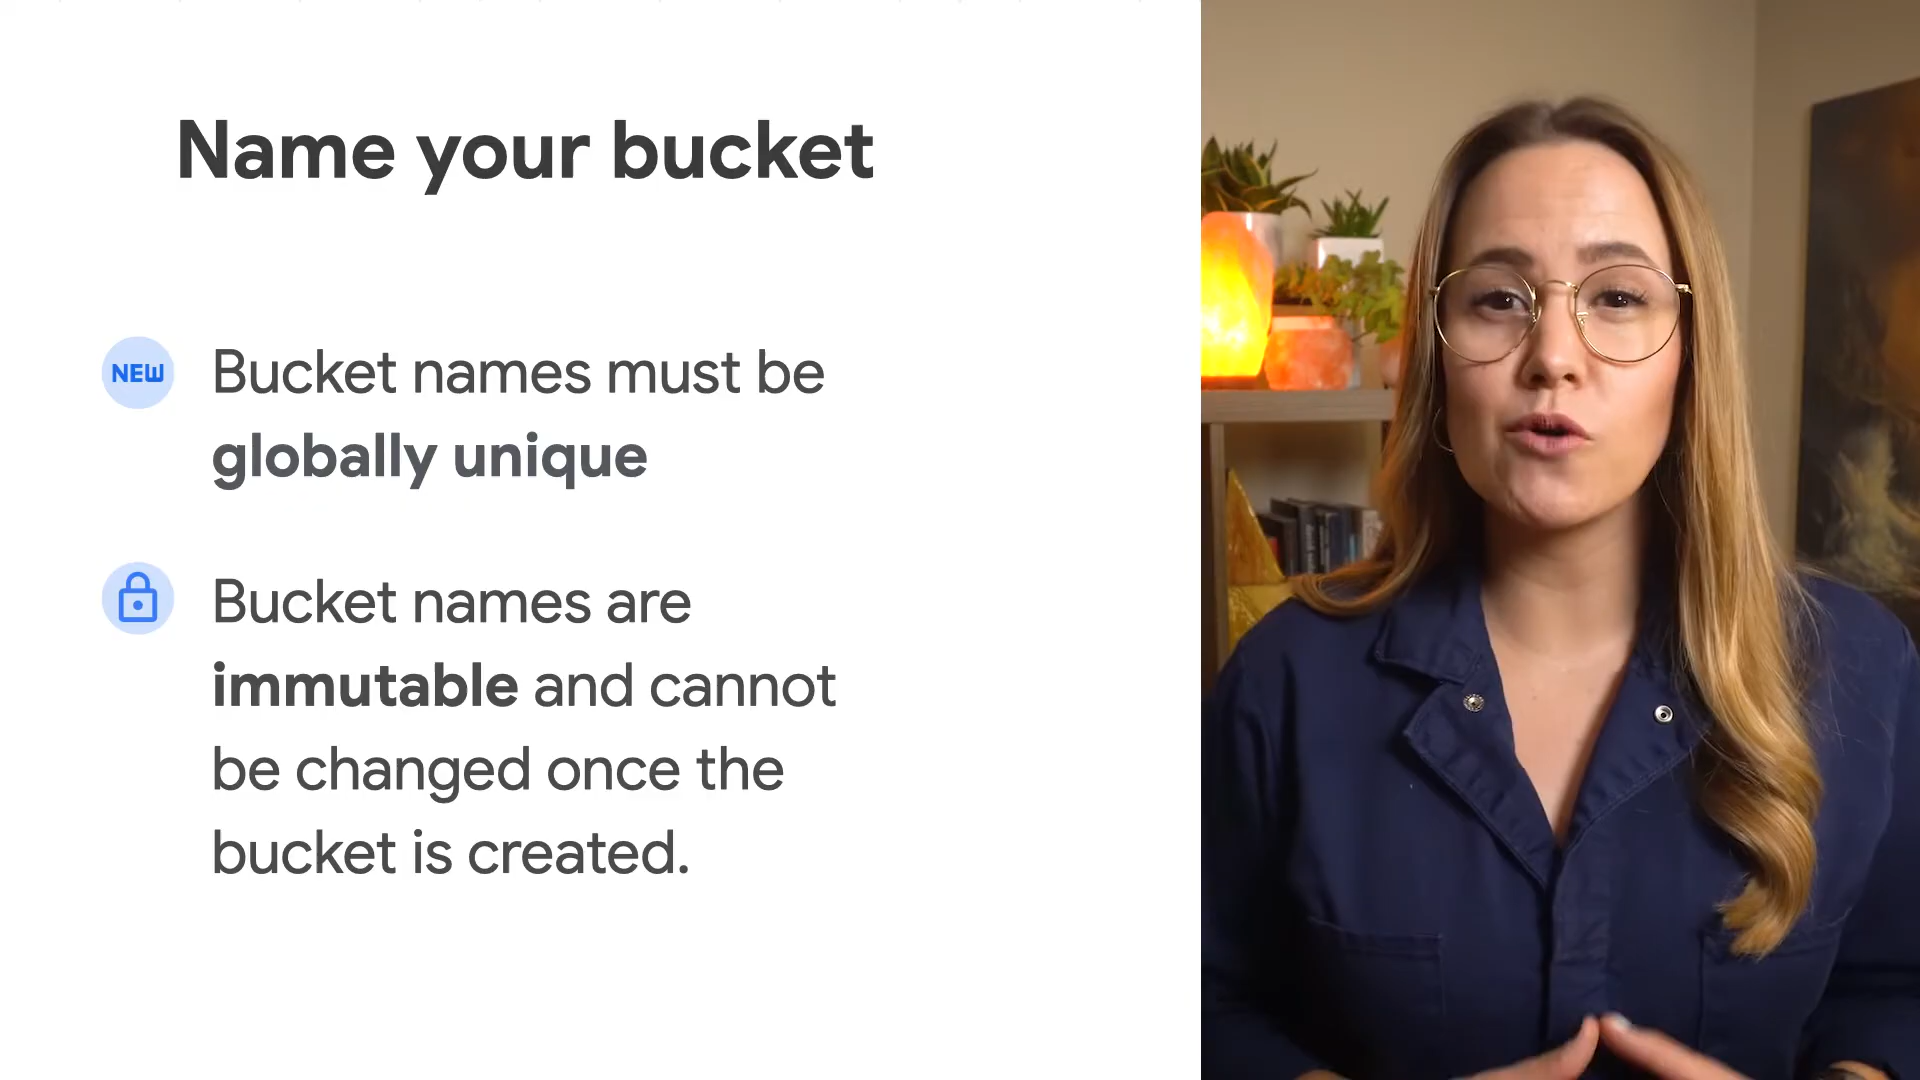 Name your bucket
NEW
Bucket names must be
globally unique
Bucket names are
immutable and cannot
be changed once the
bucket is created.